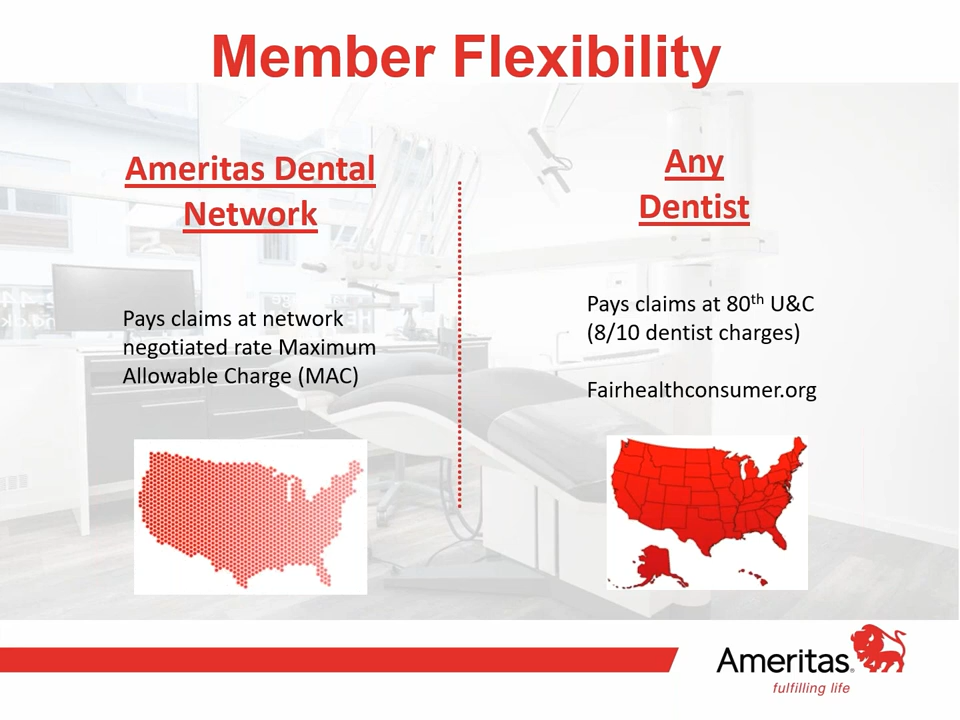 Member Flexibility
Ameritas Dental
Network
Pays claims at network
negotiated rate Maximum
Allowable Charge (MAC)
Any
Dentist
Pays claims at 80th U&C
(8/10 dentist charges)
Fairhealthconsumer.org
Ameritas®
fulfilling life